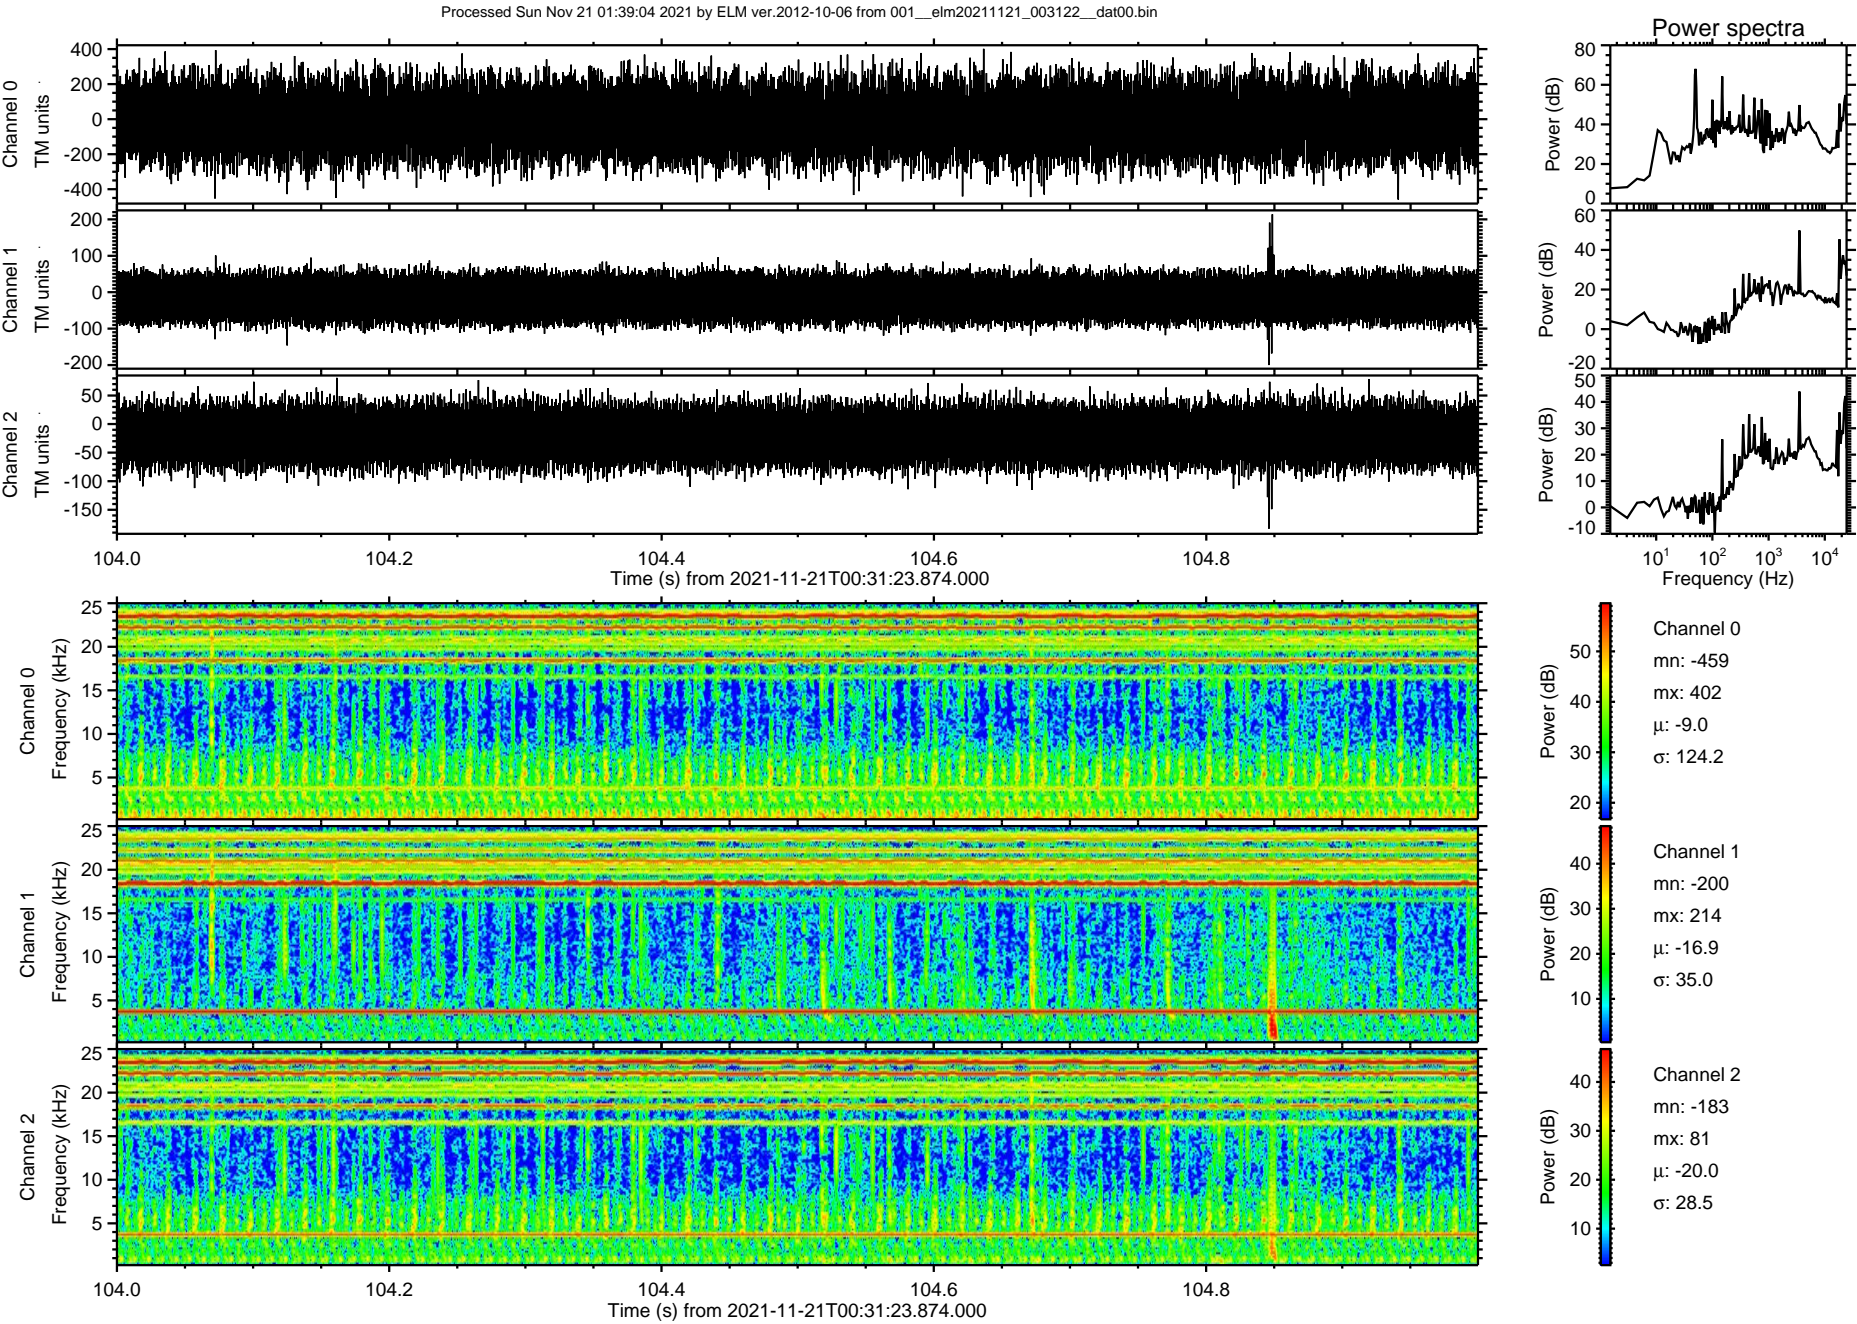 Processed Sun Nov 21 01:39:04 2021 by ELM ver.2012-10-06 from 001__elm20211121_003122__dat00.bin
Power spectra
Channel 0
TM units
400
200
0
-200
-400
Power (dB)
80
60
40
20
0
Channel 1
TM units
200
100
0
-100
-200
Power (dB)
60
40
20
0
-20
Channel 2
TM units
50
0
-50
-100
-150
Power (dB)
50
40
30
20
10
0
-10
104.0 104.2 104.4 104.6 104.8
Time (s) from 2021-11-21T00:31:23.874.000
10^1 10^2 10^3 10^4
Frequency (Hz)
Channel 0
Frequency (kHz)
25
20
15
10
5
Power (dB)
50
40
30
20
Channel 0
mn: -459
mx: 402
μ: -9.0
σ: 124.2
Channel 1
Frequency (kHz)
25
20
15
10
5
Power (dB)
40
30
20
10
Channel 1
mn: -200
mx: 214
μ: -16.9
σ: 35.0
Channel 2
Frequency (kHz)
25
20
15
10
5
Power (dB)
40
30
20
10
Channel 2
mn: -183
mx: 81
μ: -20.0
σ: 28.5
104.0 104.2 104.4 104.6 104.8
Time (s) from 2021-11-21T00:31:23.874.000